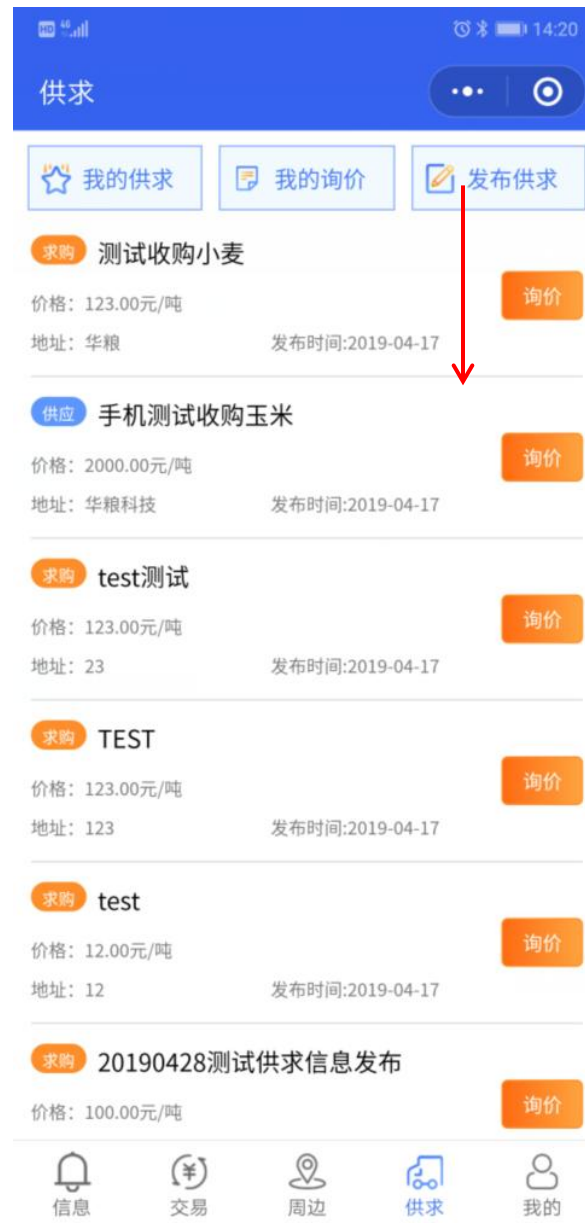 HD 46 14:20
供求
我的供求 我的询价 发布供求
求购 测试收购小麦
价格：123.00元/吨 询价
地址：华粮 发布时间:2019-04-17
供应 手机测试收购玉米
价格：2000.00元/吨 询价
地址：华粮科技 发布时间:2019-04-17
求购 test测试
价格：123.00元/吨 询价
地址：23 发布时间:2019-04-17
求购 TEST
价格：123.00元/吨 询价
地址：123 发布时间:2019-04-17
求购 test
价格：12.00元/吨 询价
地址：12 发布时间:2019-04-17
求购 20190428测试供求信息发布
价格：100.00元/吨 询价
信息 交易 周边 供求 我的